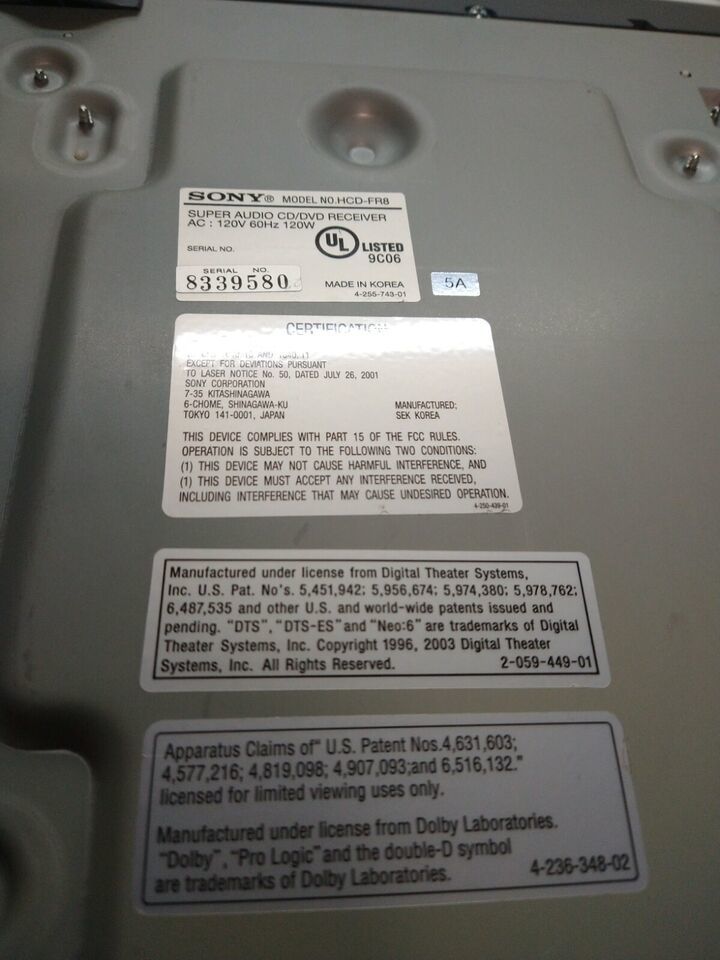 SONY® MODEL NO.HCD-FR8
SUPER AUDIO CD/DVD RECEIVER
AC : 120V 60Hz 120W
UL LISTED
9C06
SERIAL NO.
SERIAL NO.
8339580
MADE IN KOREA
4-255-743-01
5A
CERTIFICATION
EXCEPT FOR DEVIATIONS PURSUANT
TO LASER NOTICE No. 50, DATED JULY 26, 2001
SONY CORPORATION
7-35 KITASHINAGAWA
6-CHOME, SHINAGAWA-KU MANUFACTURED;
TOKYO 141-0001, JAPAN SEK KOREA
THIS DEVICE COMPLIES WITH PART 15 OF THE FCC RULES.
OPERATION IS SUBJECT TO THE FOLLOWING TWO CONDITIONS:
(1) THIS DEVICE MAY NOT CAUSE HARMFUL INTERFERENCE, AND
(1) THIS DEVICE MUST ACCEPT ANY INTERFERENCE RECEIVED,
INCLUDING INTERFERENCE THAT MAY CAUSE UNDESIRED OPERATION.
4-250-439-01
Manufactured under license from Digital Theater Systems,
Inc. U.S. Pat. No's. 5,451,942; 5,956,674; 5,974,380; 5,978,762;
6,487,535 and other U.S. and world-wide patents issued and
pending. "DTS", "DTS-ES" and "Neo:6" are trademarks of Digital
Theater Systems, Inc. Copyright 1996, 2003 Digital Theater
Systems, Inc. All Rights Reserved. 2-059-449-01
Apparatus Claims of" U.S. Patent Nos.4,631,603;
4,577,216; 4,819,098; 4,907,093;and 6,516,132."
licensed for limited viewing uses only.
Manufactured under license from Dolby Laboratories.
"Dolby", "Pro Logic" and the double-D symbol
are trademarks of Dolby Laboratories. 4-236-348-02